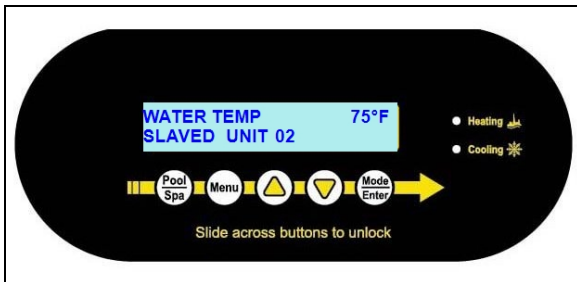 WATER TEMP 75°F
SLAVED UNIT 02
Heating
Cooling
Pool
Spa
Menu
Mode
Enter
Slide across buttons to unlock